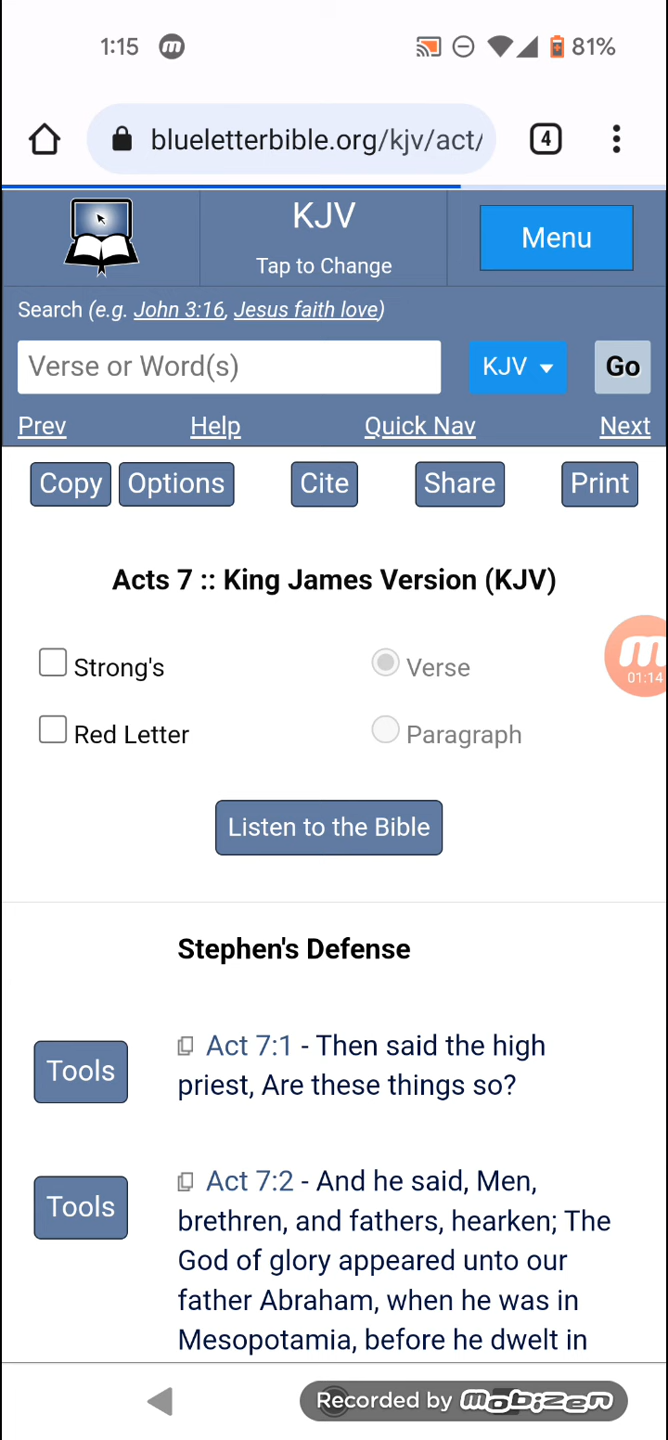 1:15 m 81%
blueletterbible.org/kjv/act/ 4
KJV
Tap to Change
Menu
Search (e.g. John 3:16, Jesus faith love)
Verse or Word(s) KJV Go
Prev Help Quick Nav Next
Copy Options Cite Share Print
Acts 7 :: King James Version (KJV)
Strong's Verse
m
01:14
Red Letter Paragraph
Listen to the Bible
Stephen's Defense
Tools
Act 7:1 - Then said the high
priest, Are these things so?
Tools
Act 7:2 - And he said, Men,
brethren, and fathers, hearken; The
God of glory appeared unto our
father Abraham, when he was in
Mesopotamia, before he dwelt in
Recorded by mobizen